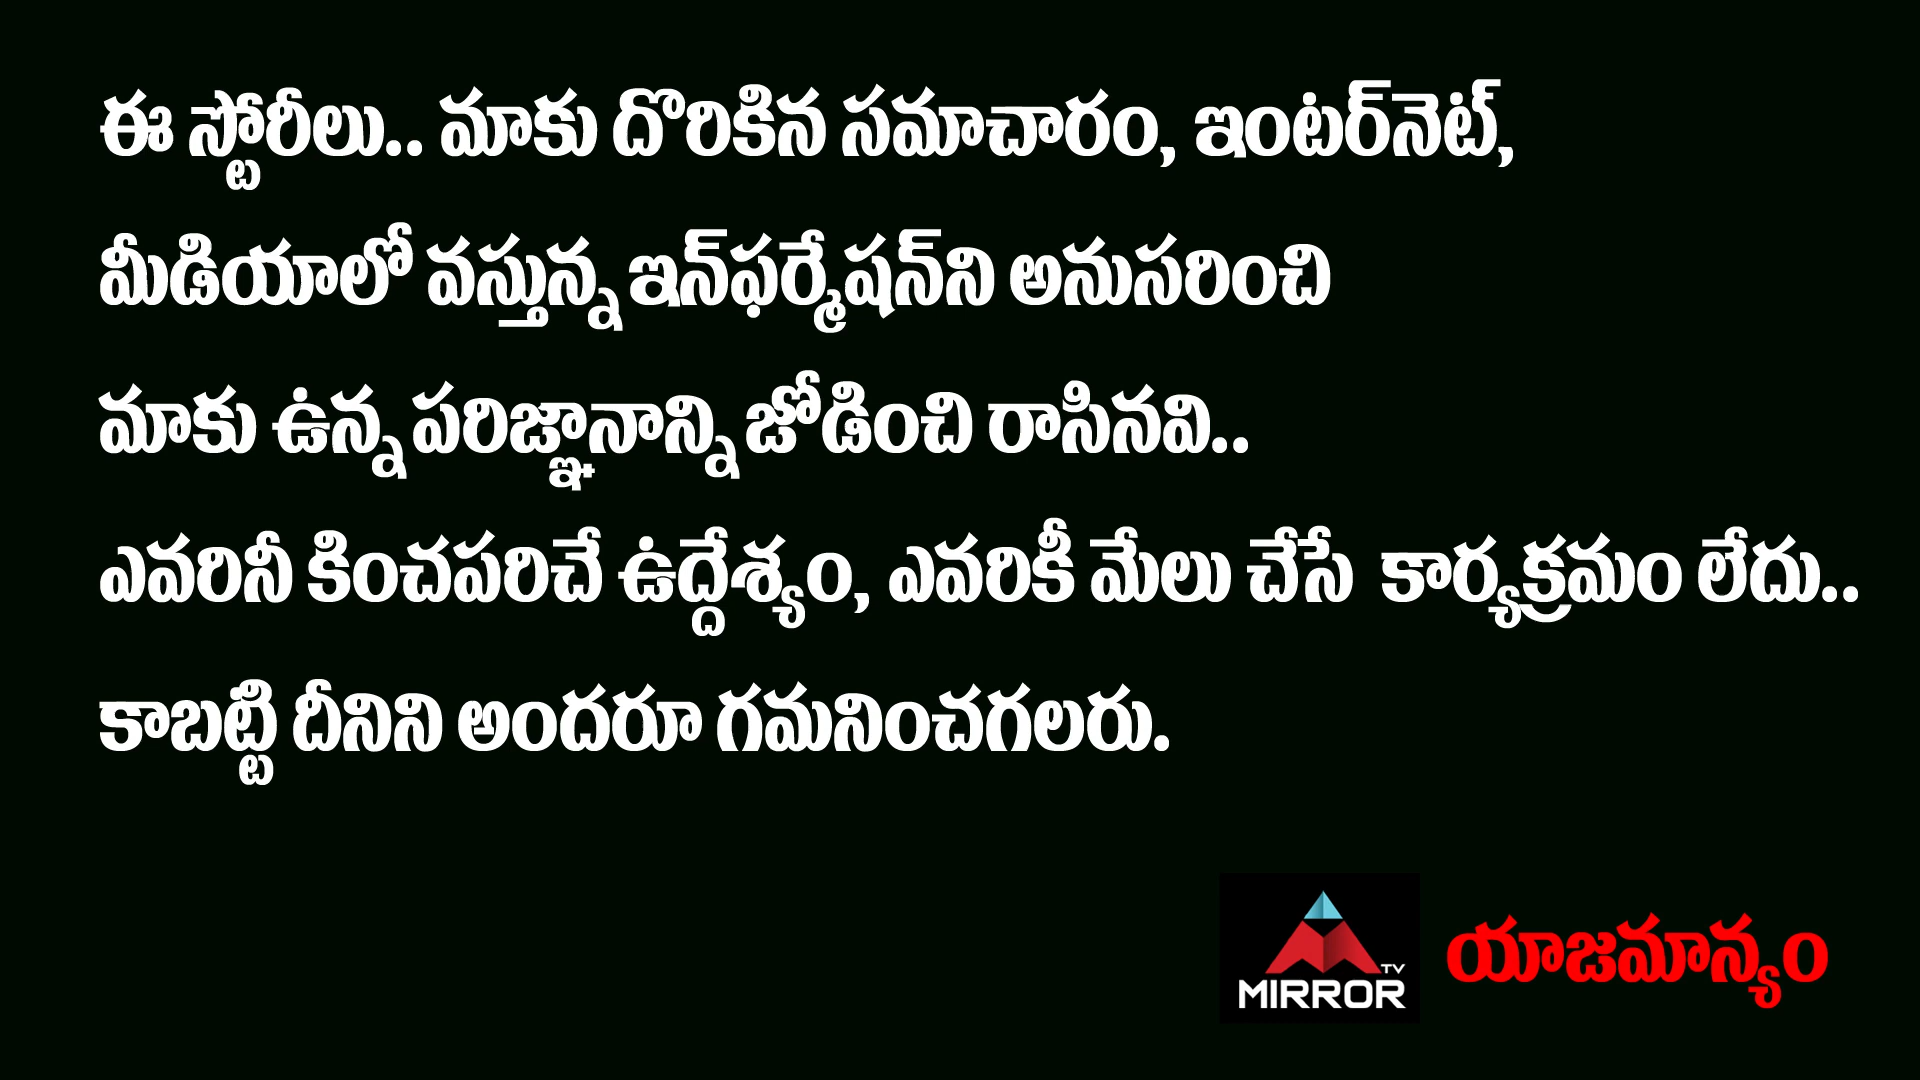 ఈ స్టోరీలు.. మాకు దొరికిన సమాచారం, ఇంటర్‌నెట్,
మీడియాలో వస్తున్న ఇన్‌ఫర్మేషన్‌ని అనుసరించి
మాకు ఉన్న పరిజ్ఞానాన్ని జోడించి రాసినవి..
ఎవరినీ కించపరిచే ఉద్దేశ్యం, ఎవరికీ మేలు చేసే కార్యక్రమం లేదు..
కాబట్టి దీనిని అందరూ గమనించగలరు.
TV
MIRROR
యాజమాన్యం